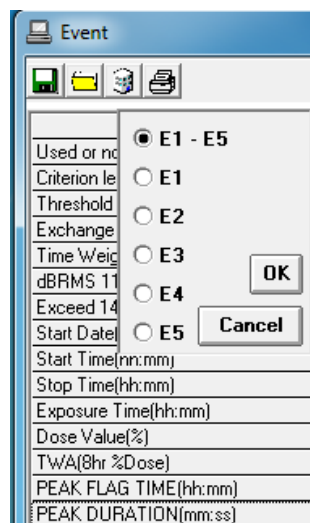 Event
E1 - E5
Used or no
E1
Criterion le
Threshold
E2
Exchange
Time Weig
E3
OK
dBRMS 11
E4
Exceed 14
Start Date(
E5
Cancel
Start Time(hh:mm)
Stop Time(hh:mm)
Exposure Time(hh:mm)
Dose Value(%)
TWA(8hr %Dose)
PEAK FLAG TIME(hh:mm)
PEAK DURATION(mm:ss)